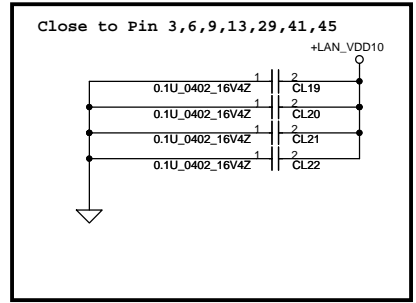 Close to Pin 3,6,9,13,29,41,45
+LAN_VDD10
1 2
0.1U_0402_16V4Z CL19
1 2
0.1U_0402_16V4Z CL20
1 2
0.1U_0402_16V4Z CL21
1 2
0.1U_0402_16V4Z CL22